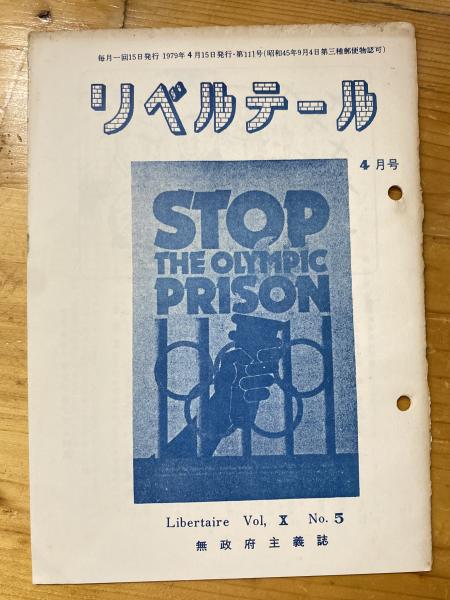 毎月一回15日発行 1979年4月15日発行・第111号(昭和45年9月4日第三種郵便物認可)
リベルテール
4月号
STOP
THE OLYMPIC
PRISON
Libertaire Vol, X No. 5
無政府主義誌